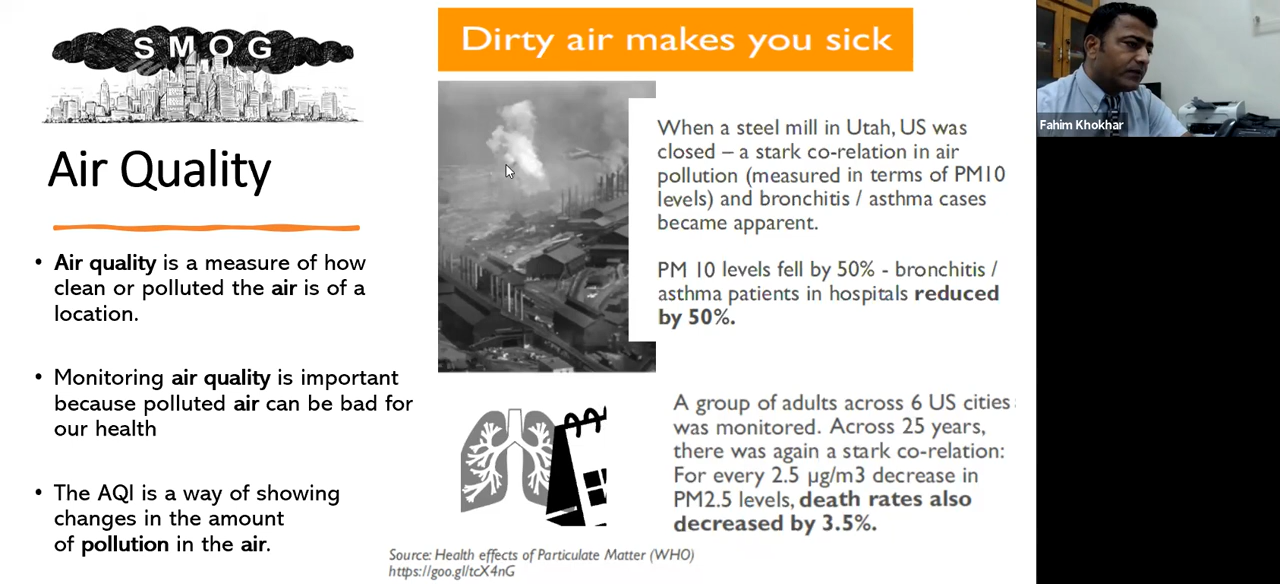 SMOG
Air Quality
• Air quality is a measure of how
clean or polluted the air is of a
location.
• Monitoring air quality is important
because polluted air can be bad for
our health
• The AQI is a way of showing
changes in the amount
of pollution in the air.
Dirty air makes you sick
When a steel mill in Utah, US was
closed – a stark co-relation in air
pollution (measured in terms of PM10
levels) and bronchitis / asthma cases
became apparent.
PM 10 levels fell by 50% - bronchitis /
asthma patients in hospitals reduced
by 50%.
A group of adults across 6 US cities
was monitored. Across 25 years,
there was again a stark co-relation:
For every 2.5 µg/m3 decrease in
PM2.5 levels, death rates also
decreased by 3.5%.
Source: Health effects of Particulate Matter (WHO)
https://goo.gl/tcX4nG
Fahim Khokhar